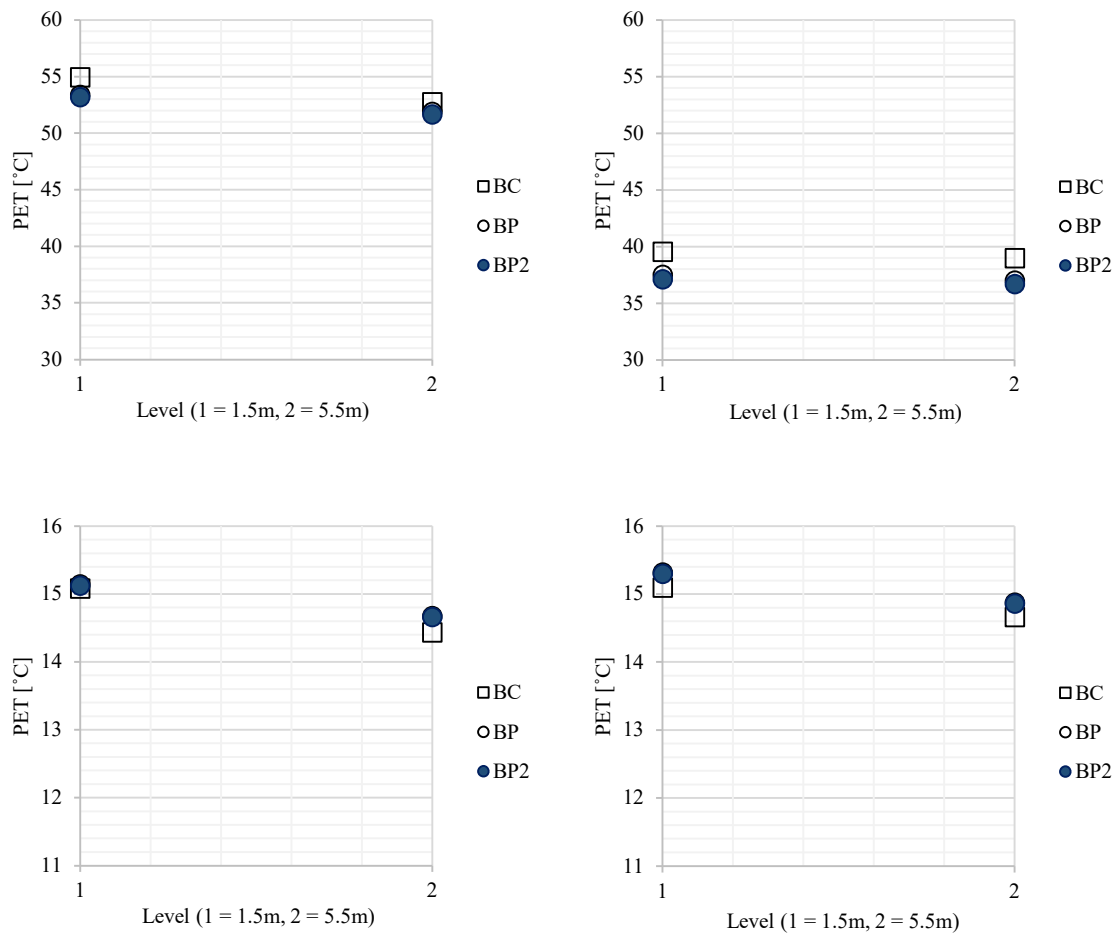 60
55
50
45
40
35
30
PET [˚C]
1
2
Level (1 = 1.5m, 2 = 5.5m)
BC
BP
BP2
60
55
50
45
40
35
30
PET [˚C]
1
2
Level (1 = 1.5m, 2 = 5.5m)
BC
BP
BP2
16
15
14
13
12
11
PET [˚C]
1
2
Level (1 = 1.5m, 2 = 5.5m)
BC
BP
BP2
16
15
14
13
12
11
PET [˚C]
1
2
Level (1 = 1.5m, 2 = 5.5m)
BC
BP
BP2